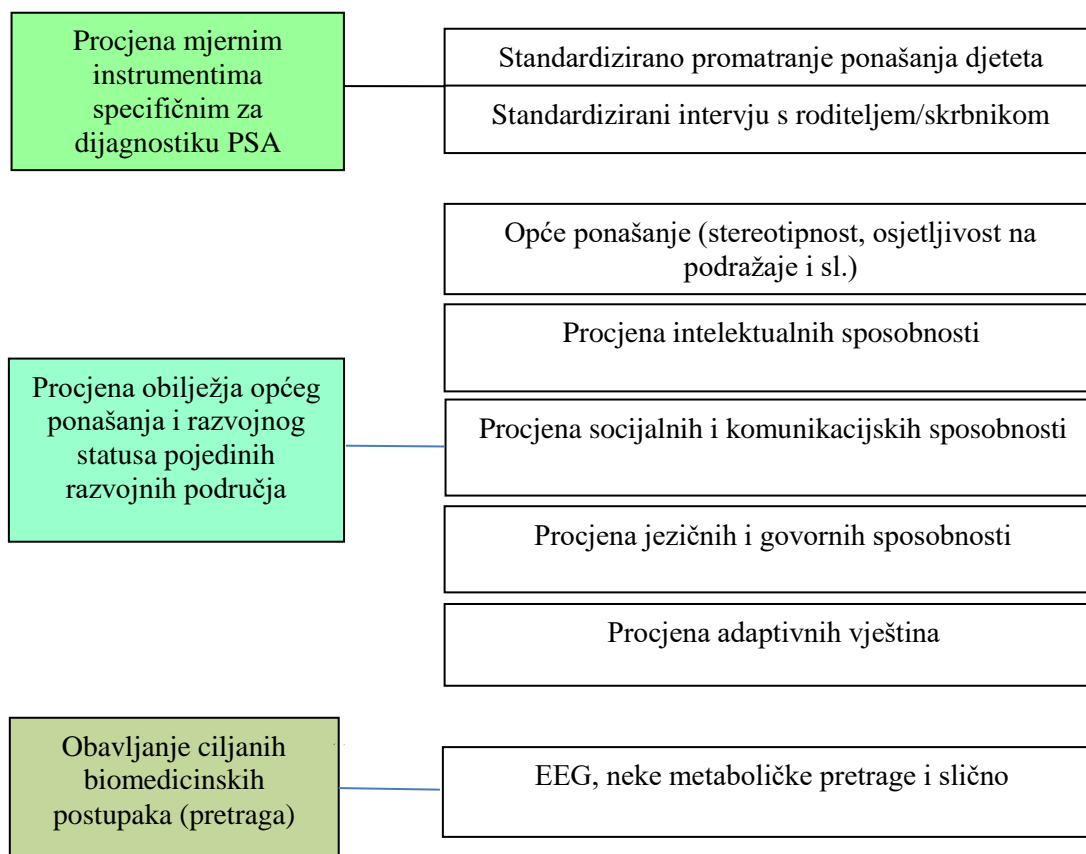 Procjena mjernim
instrumentima
specifičnim za
dijagnostiku PSA
Standardizirano promatranje ponašanja djeteta
Standardizirani intervju s roditeljem/skrbnikom
Procjena obilježja općeg
ponašanja i razvojnog
statusa pojedinih
razvojnih područja
Opće ponašanje (stereotipnost, osjetljivost na
podražaje i sl.)
Procjena intelektualnih sposobnosti
Procjena socijalnih i komunikacijskih sposobnosti
Procjena jezičnih i govornih sposobnosti
Procjena adaptivnih vještina
Obavljanje ciljanih
biomedicinskih
postupaka (pretraga)
EEG, neke metaboličke pretrage i slično